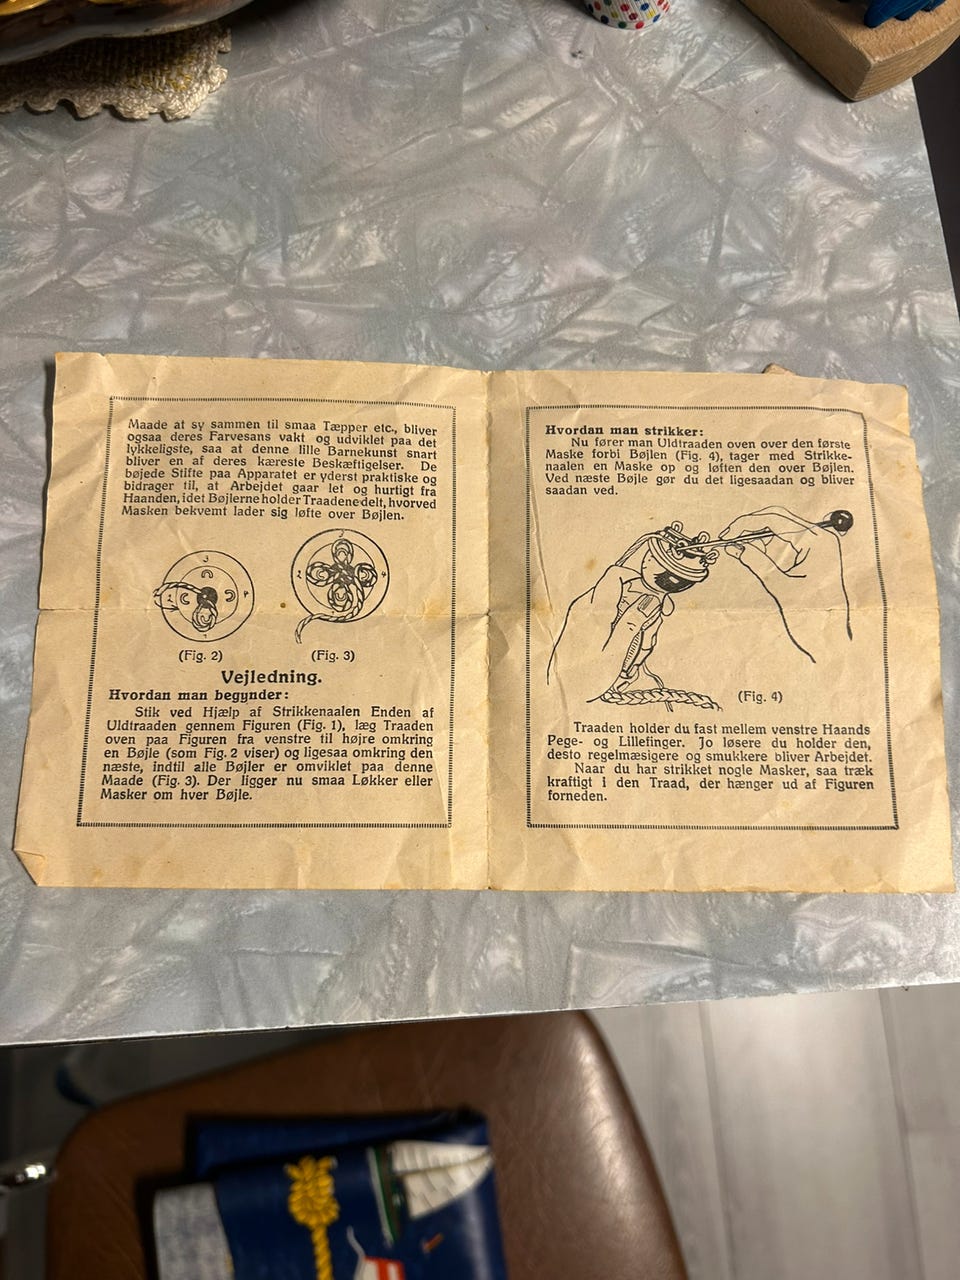 Maade at sy sammen til smaa Tæpper etc., bliver
ogsaa deres Farvesans vakt og udviklet paa det
lykkeligste, saa at denne lille Barnekunst snart
bliver en af deres kæreste Beskæftigelser. De
bøjede Stifte paa Apparatet er yderst praktiske og
bidrager til, at Arbejdet gaar let og hurtigt fra
Haanden, idet Bøjlerne holder Traadene delt, hvorved
Masken bekvemt lader sig løfte over Bøjlen.
3
2
4
1
(Fig. 2)
3
2
4
(Fig. 3)
Vejledning.
Hvordan man begynder:
Stik ved Hjælp af Strikkenaalen Enden af
Uldtraaden gennem Figuren (Fig. 1), læg Traaden
oven paa Figuren fra venstre til højre omkring
en Bøjle (som Fig. 2 viser) og ligesaa omkring den
næste, indtil alle Bøjler er omviklet paa denne
Maade (Fig. 3). Der ligger nu smaa Løkker eller
Masker om hver Bøjle.
Hvordan man strikker:
Nu fører man Uldtraaden oven over den første
Maske forbi Bøjlen (Fig. 4), tager med Strikke-
naalen en Maske op og løften den over Bøjlen.
Ved næste Bøjle gør du det ligesaadan og bliver
saadan ved.
(Fig. 4)
Traaden holder du fast mellem venstre Haands
Pege- og Lillefinger. Jo løsere du holder den,
desto regelmæsigere og smukkere bliver Arbejdet.
Naar du har strikket nogle Masker, saa træk
kraftigt i den Traad, der hænger ud af Figuren
forneden.